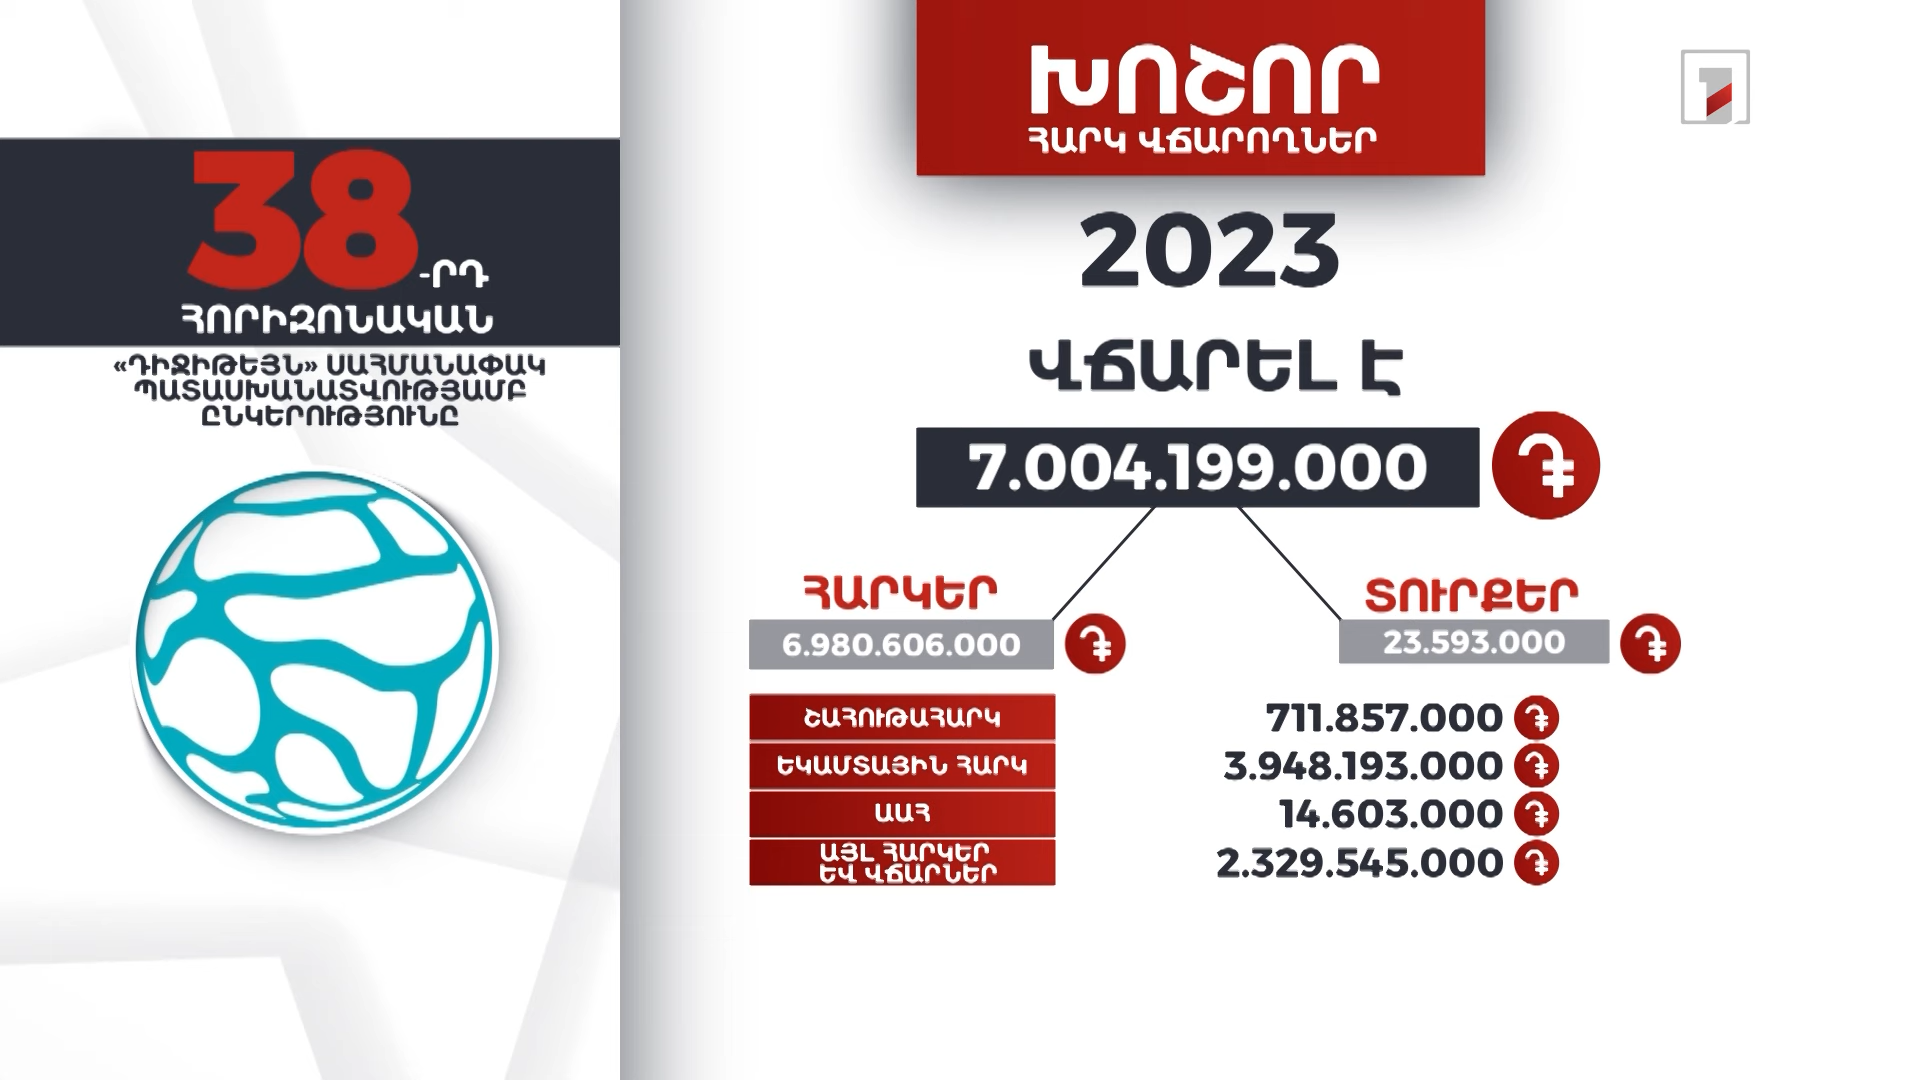 38-ՐԴ
ՀՈՐԻԶՈՆԱԿԱՆ
«ԴԻՋԻԹԵՅՆ» ՍԱՀՄԱՆԱՓԱԿ
ՊԱՏԱՍԽԱՆԱՏՎՈՒԹՅԱՄԲ
ԸՆԿԵՐՈՒԹՅՈՒՆԸ
ԽՈՇՈՐ
ՀԱՐԿ ՎՃԱՐՈՂՆԵՐ
2023
ՎՃԱՐԵԼ Է
7.004.199.000 ֏
ՀԱՐԿԵՐ
6.980.606.000 ֏
ՏՈՒՐՔԵՐ
23.593.000 ֏
ՇԱՀՈՒԹԱՀԱՐԿ 711.857.000 ֏
ԵԿԱՄՏԱՅԻՆ ՀԱՐԿ 3.948.193.000 ֏
ԱԱՀ 14.603.000 ֏
ԱՅԼ ՀԱՐԿԵՐ
ԵՎ ՎՃԱՐՆԵՐ 2.329.545.000 ֏
1